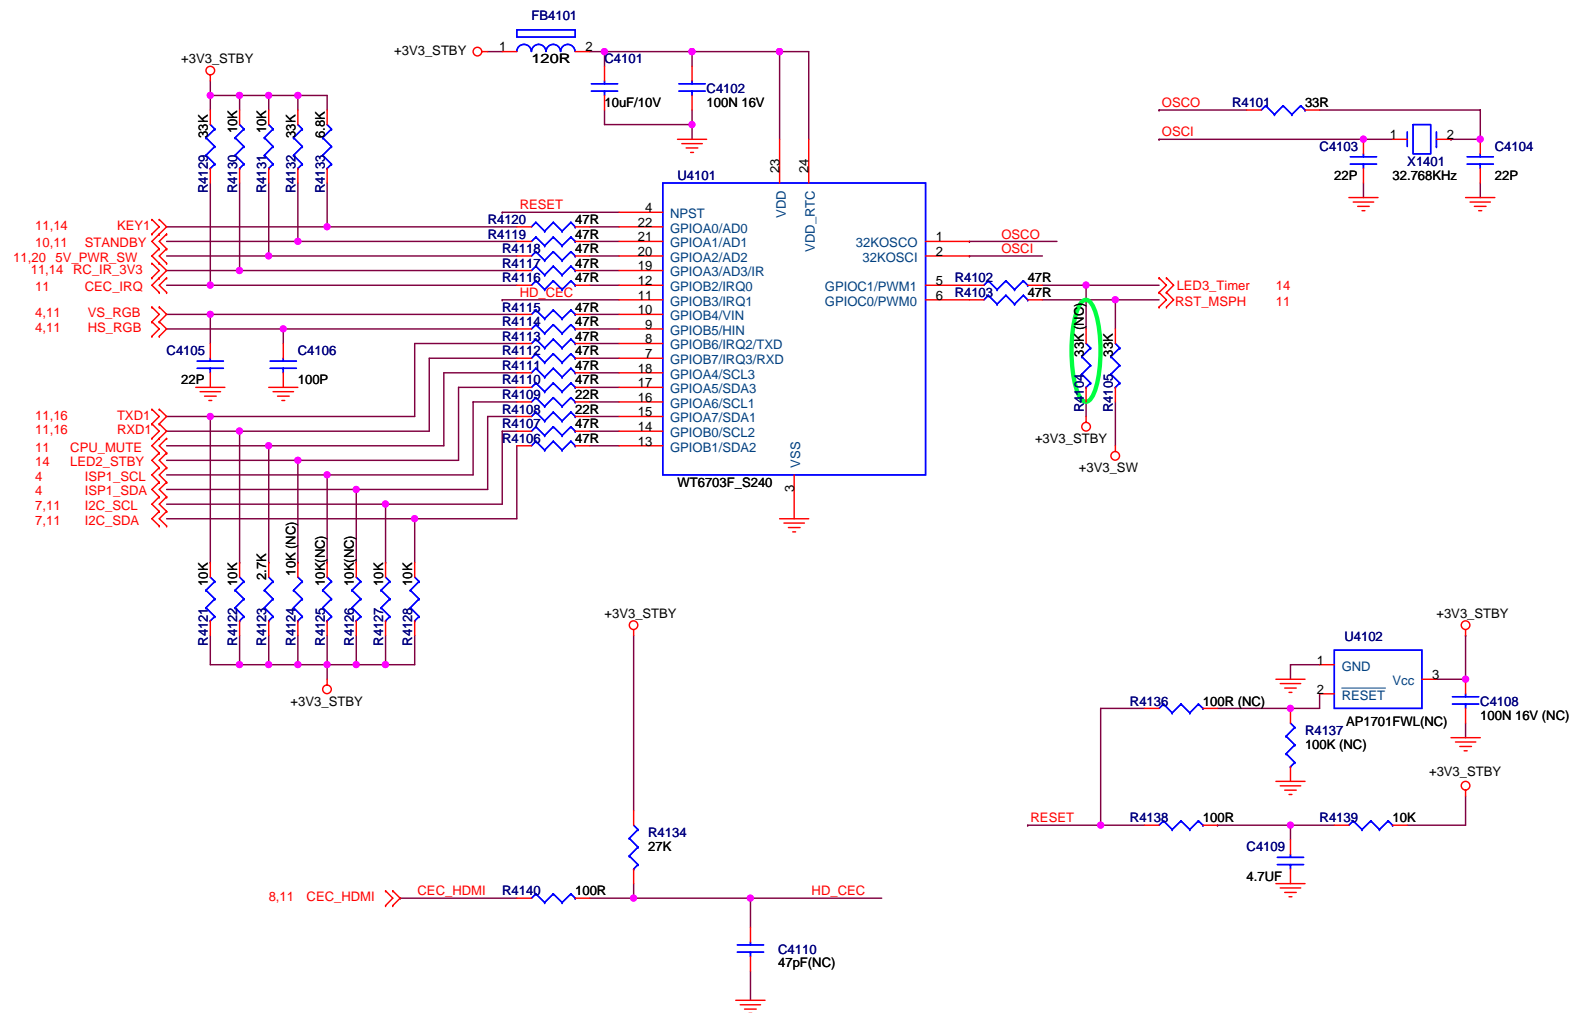 FB4101
+3V3_STBY 1 2
120R
C4101
10uF/10V
C4102
100N 16V
+3V3_STBY
33K 10K 10K 33K 6.8K
R4129 R4130 R4131 R4132 R4133
OSCO R4101 33R
OSCI 1 2
C4103
22P
X1401
32.768KHz
C4104
22P
U4101
23 24
VDD VDD_RTC
RESET 4 NPST
11,14 KEY1 R4120 47R 22 GPIOA0/AD0
10,11 STANDBY R4119 47R 21 GPIOA1/AD1
11,20 5V_PWR_SW R4118 47R 20 GPIOA2/AD2
11,14 RC_IR_3V3 R4117 47R 19 GPIOA3/AD3/IR
11 CEC_IRQ R4116 47R 12 GPIOB2/IRQ0
HD_CEC 11 GPIOB3/IRQ1
4,11 VS_RGB R4115 47R 10 GPIOB4/VIN
4,11 HS_RGB R4114 47R 9 GPIOB5/HIN
R4113 47R 8 GPIOB6/IRQ2/TXD
R4112 47R 7 GPIOB7/IRQ3/RXD
R4111 47R 18 GPIOA4/SCL3
R4110 47R 17 GPIOA5/SDA3
R4109 22R 16 GPIOA6/SCL1
R4108 22R 15 GPIOA7/SDA1
R4107 47R 14 GPIOB0/SCL2
R4106 47R 13 GPIOB1/SDA2
32KOSCO 1 OSCO
32KOSCI 2 OSCI
GPIOC1/PWM1 5 R4102 47R LED3_Timer 14
GPIOC0/PWM0 6 R4103 47R RST_MSPH 11
VSS
3
WT6703F_S240
R4104 33K (NC)
R4105 33K
+3V3_STBY
+3V3_SW
C4105
22P
C4106
100P
11,16 TXD1
11,16 RXD1
11 CPU_MUTE
14 LED2_STBY
4 ISP1_SCL
4 ISP1_SDA
7,11 I2C_SCL
7,11 I2C_SDA
10K 10K 2.7K 10K (NC) 10K(NC) 10K(NC) 10K 10K
R4121 R4122 R4123 R4124 R4125 R4126 R4127 R4128
+3V3_STBY
+3V3_STBY
R4134
27K
8,11 CEC_HDMI CEC_HDMI R4140 100R HD_CEC
C4110
47pF(NC)
+3V3_STBY
U4102
1 GND
Vcc 3
2 RESET
AP1701FWL(NC)
C4108
100N 16V (NC)
R4136 100R (NC)
R4137
100K (NC)
+3V3_STBY
RESET R4138 100R R4139 10K
C4109
4.7UF